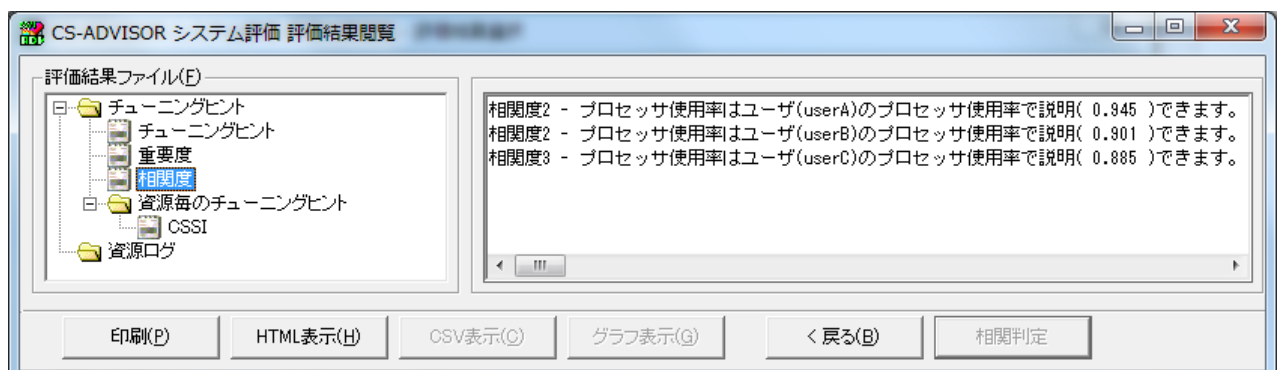 CS-ADVISOR システム評価 評価結果閲覧
評価結果ファイル(F)
チューニングヒント
チューニングヒント
重要度
相関度
資源毎のチューニングヒント
CSSI
資源ログ
相関度2 - プロセッサ使用率はユーザ(userA)のプロセッサ使用率で説明( 0.945 )できます。
相関度2 - プロセッサ使用率はユーザ(userB)のプロセッサ使用率で説明( 0.901 )できます。
相関度3 - プロセッサ使用率はユーザ(userC)のプロセッサ使用率で説明( 0.885 )できます。
印刷(P) HTML表示(H) CSV表示(C) グラフ表示(G) < 戻る(B) 相関判定